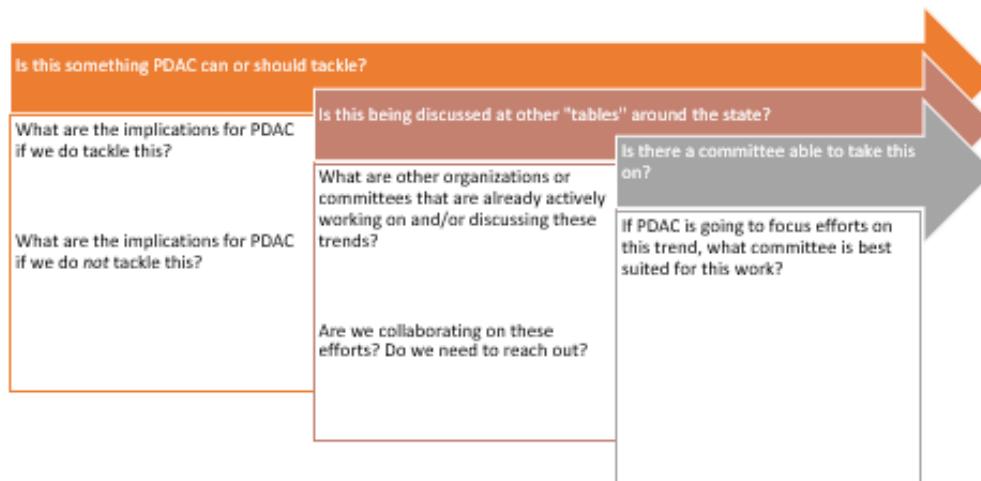 Is this something PDAC can or should tackle?
What are the implications for PDAC
if we do tackle this?
What are the implications for PDAC
if we do not tackle this?
Is this being discussed at other "tables" around the state?
What are other organizations or
committees that are already actively
working on and/or discussing these
trends?
Are we collaborating on these
efforts? Do we need to reach out?
Is there a committee able to take this
on?
If PDAC is going to focus efforts on
this trend, what committee is best
suited for this work?